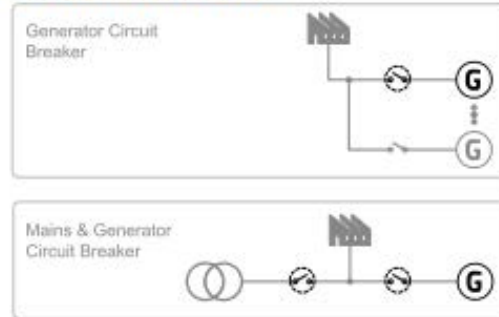 Generator Circuit
Breaker
G
G
Mains & Generator
Circuit Breaker
G